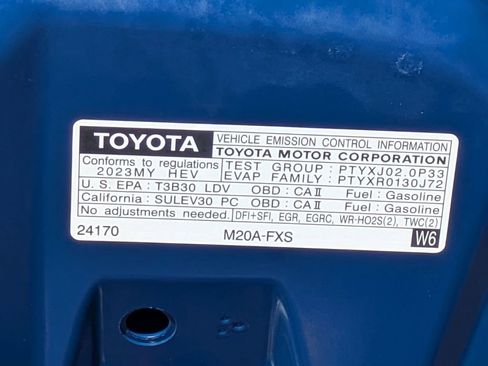 TOYOTA VEHICLE EMISSION CONTROL INFORMATION
TOYOTA MOTOR CORPORATION
Conforms to regulations
2023MY HEV
TEST GROUP : PTYXJ02.0P33
EVAP FAMILY : PTYXR0130J72
U. S. EPA : T3B30 LDV OBD : CAⅡ Fuel : Gasoline
California : SULEV30 PC OBD : CAⅡ Fuel : Gasoline
No adjustments needed. DFI+SFI, EGR, EGRC, WR-HO2S(2), TWC(2)
24170 M20A-FXS W6